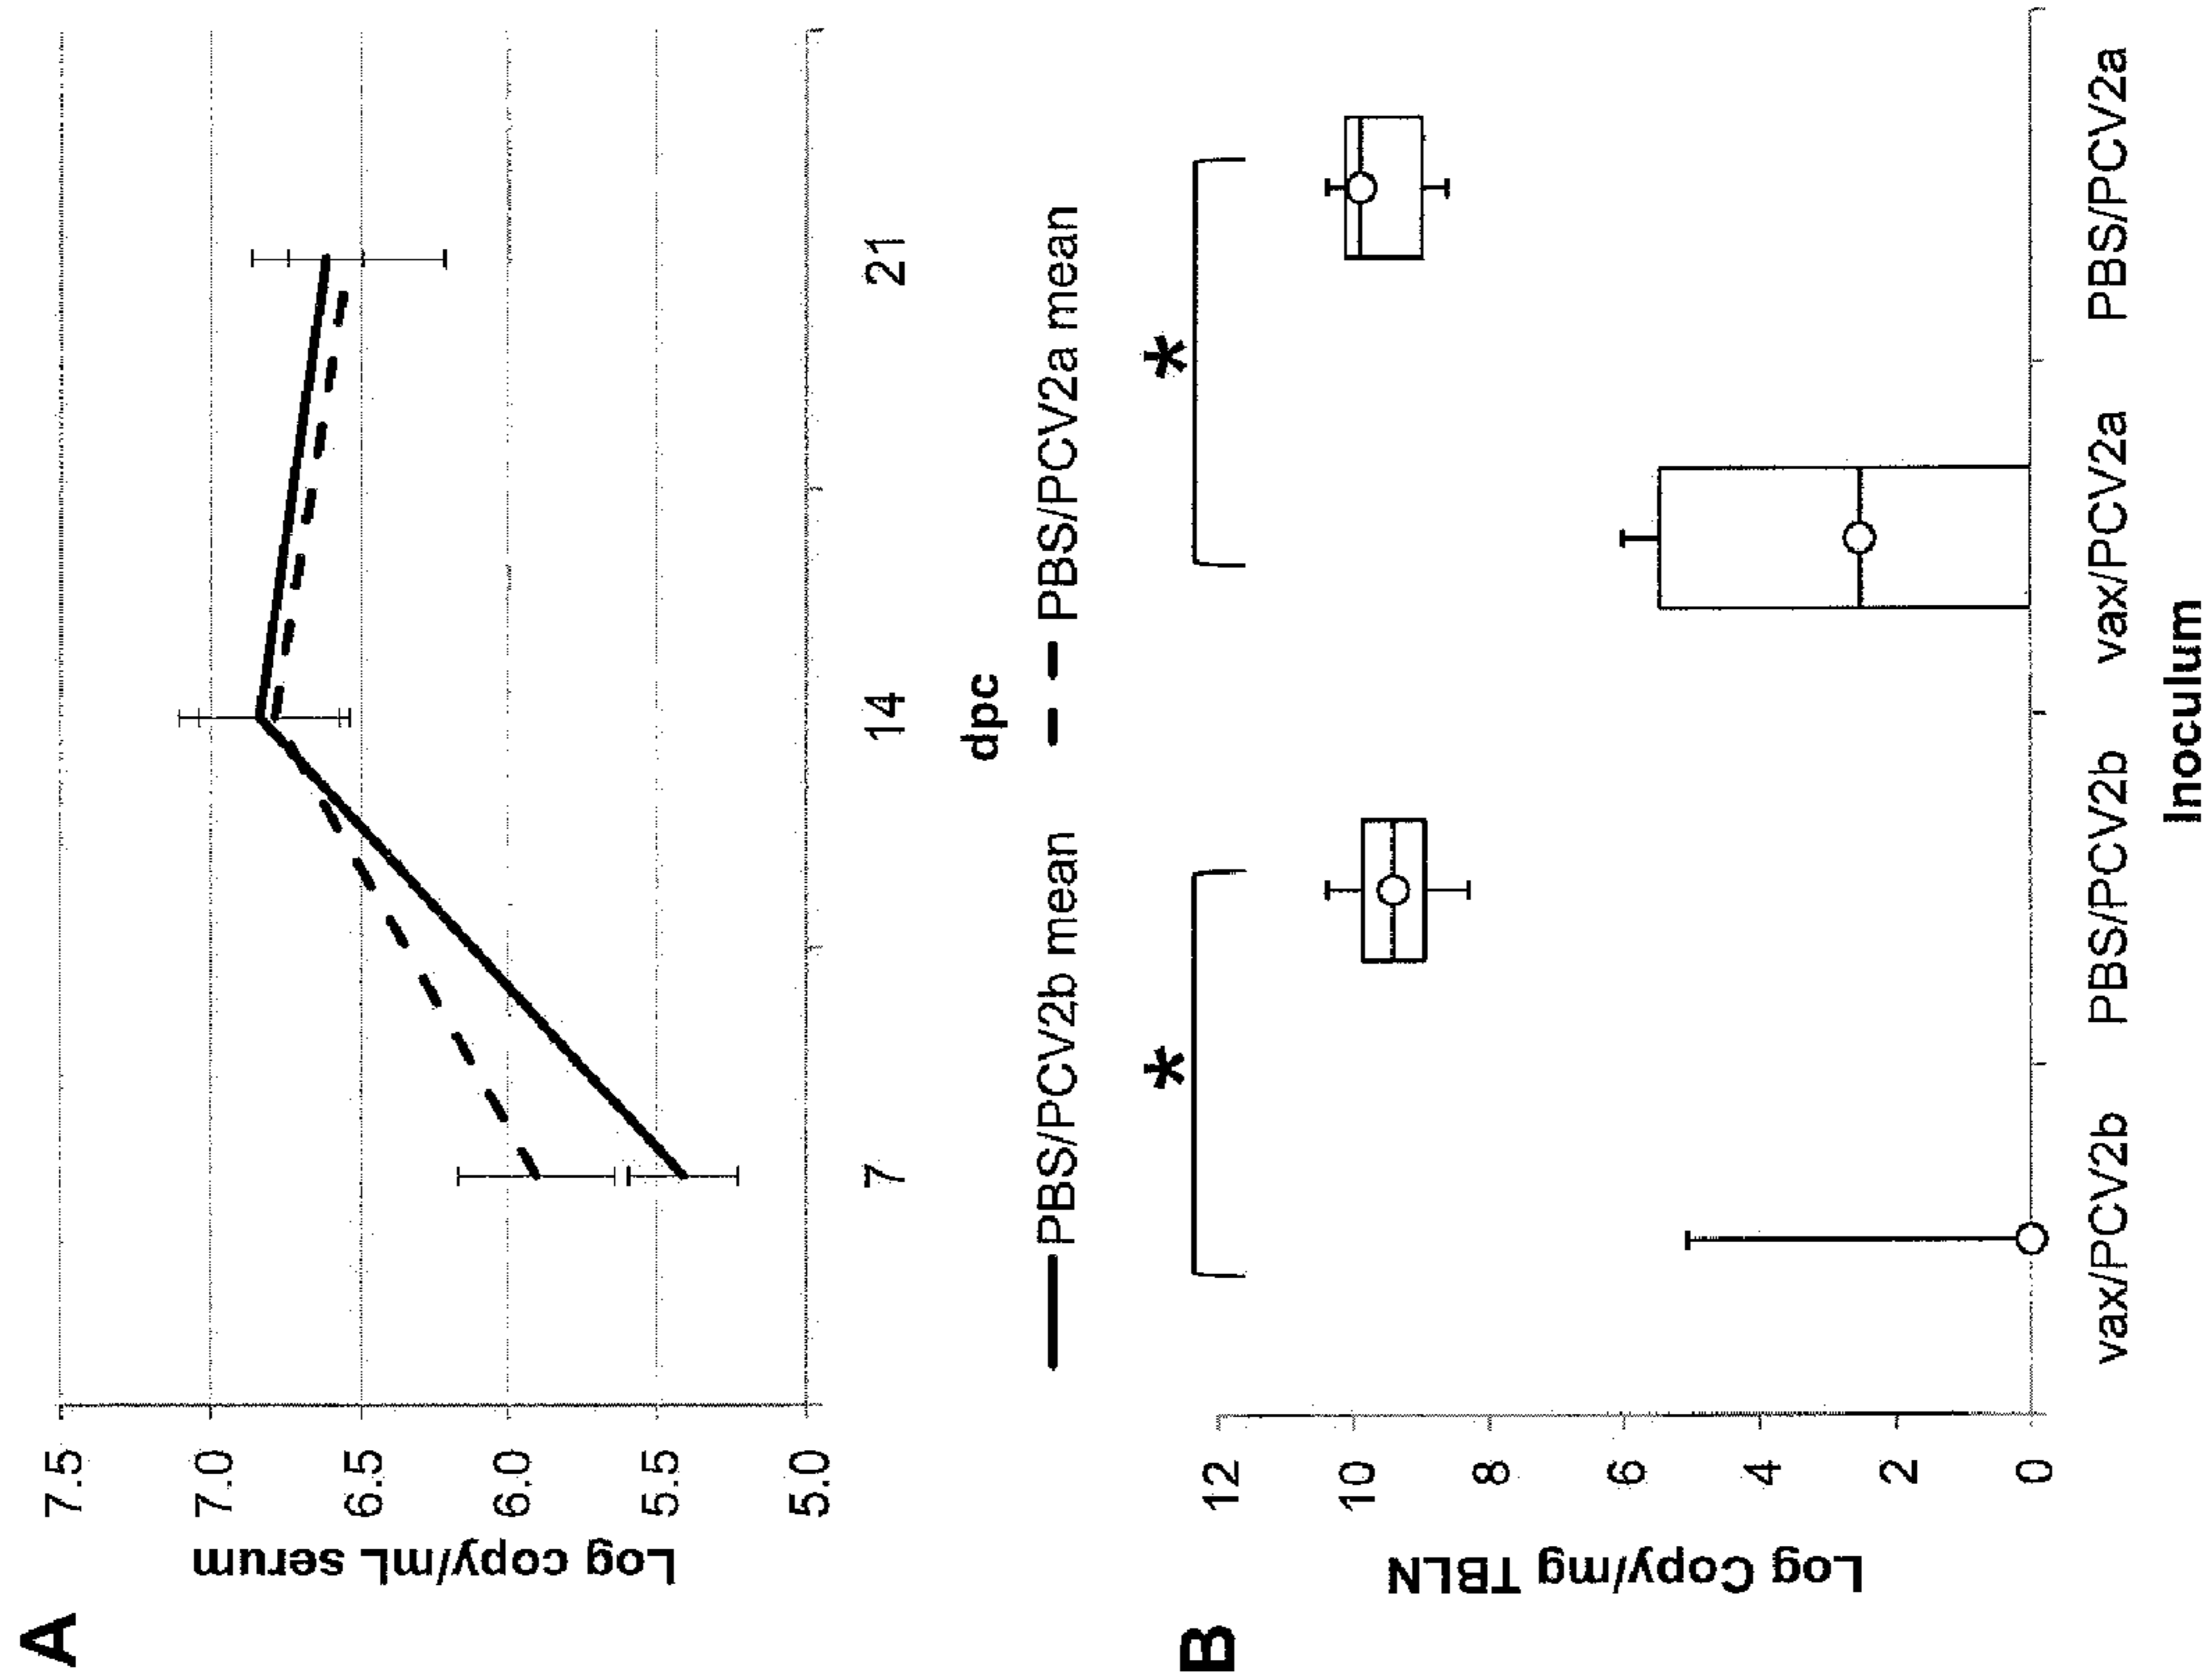 A
Log copy/mL serum
7.5
7.0
6.5
6.0
5.5
5.0
7 14 21
dpc
PBS/PCV2b mean PBS/PCV2a mean
B
Log Copy/mg TBLN
12
10
8
6
4
2
0
* *
vax/PCV2b PBS/PCV2b vax/PCV2a PBS/PCV2a
Inoculum